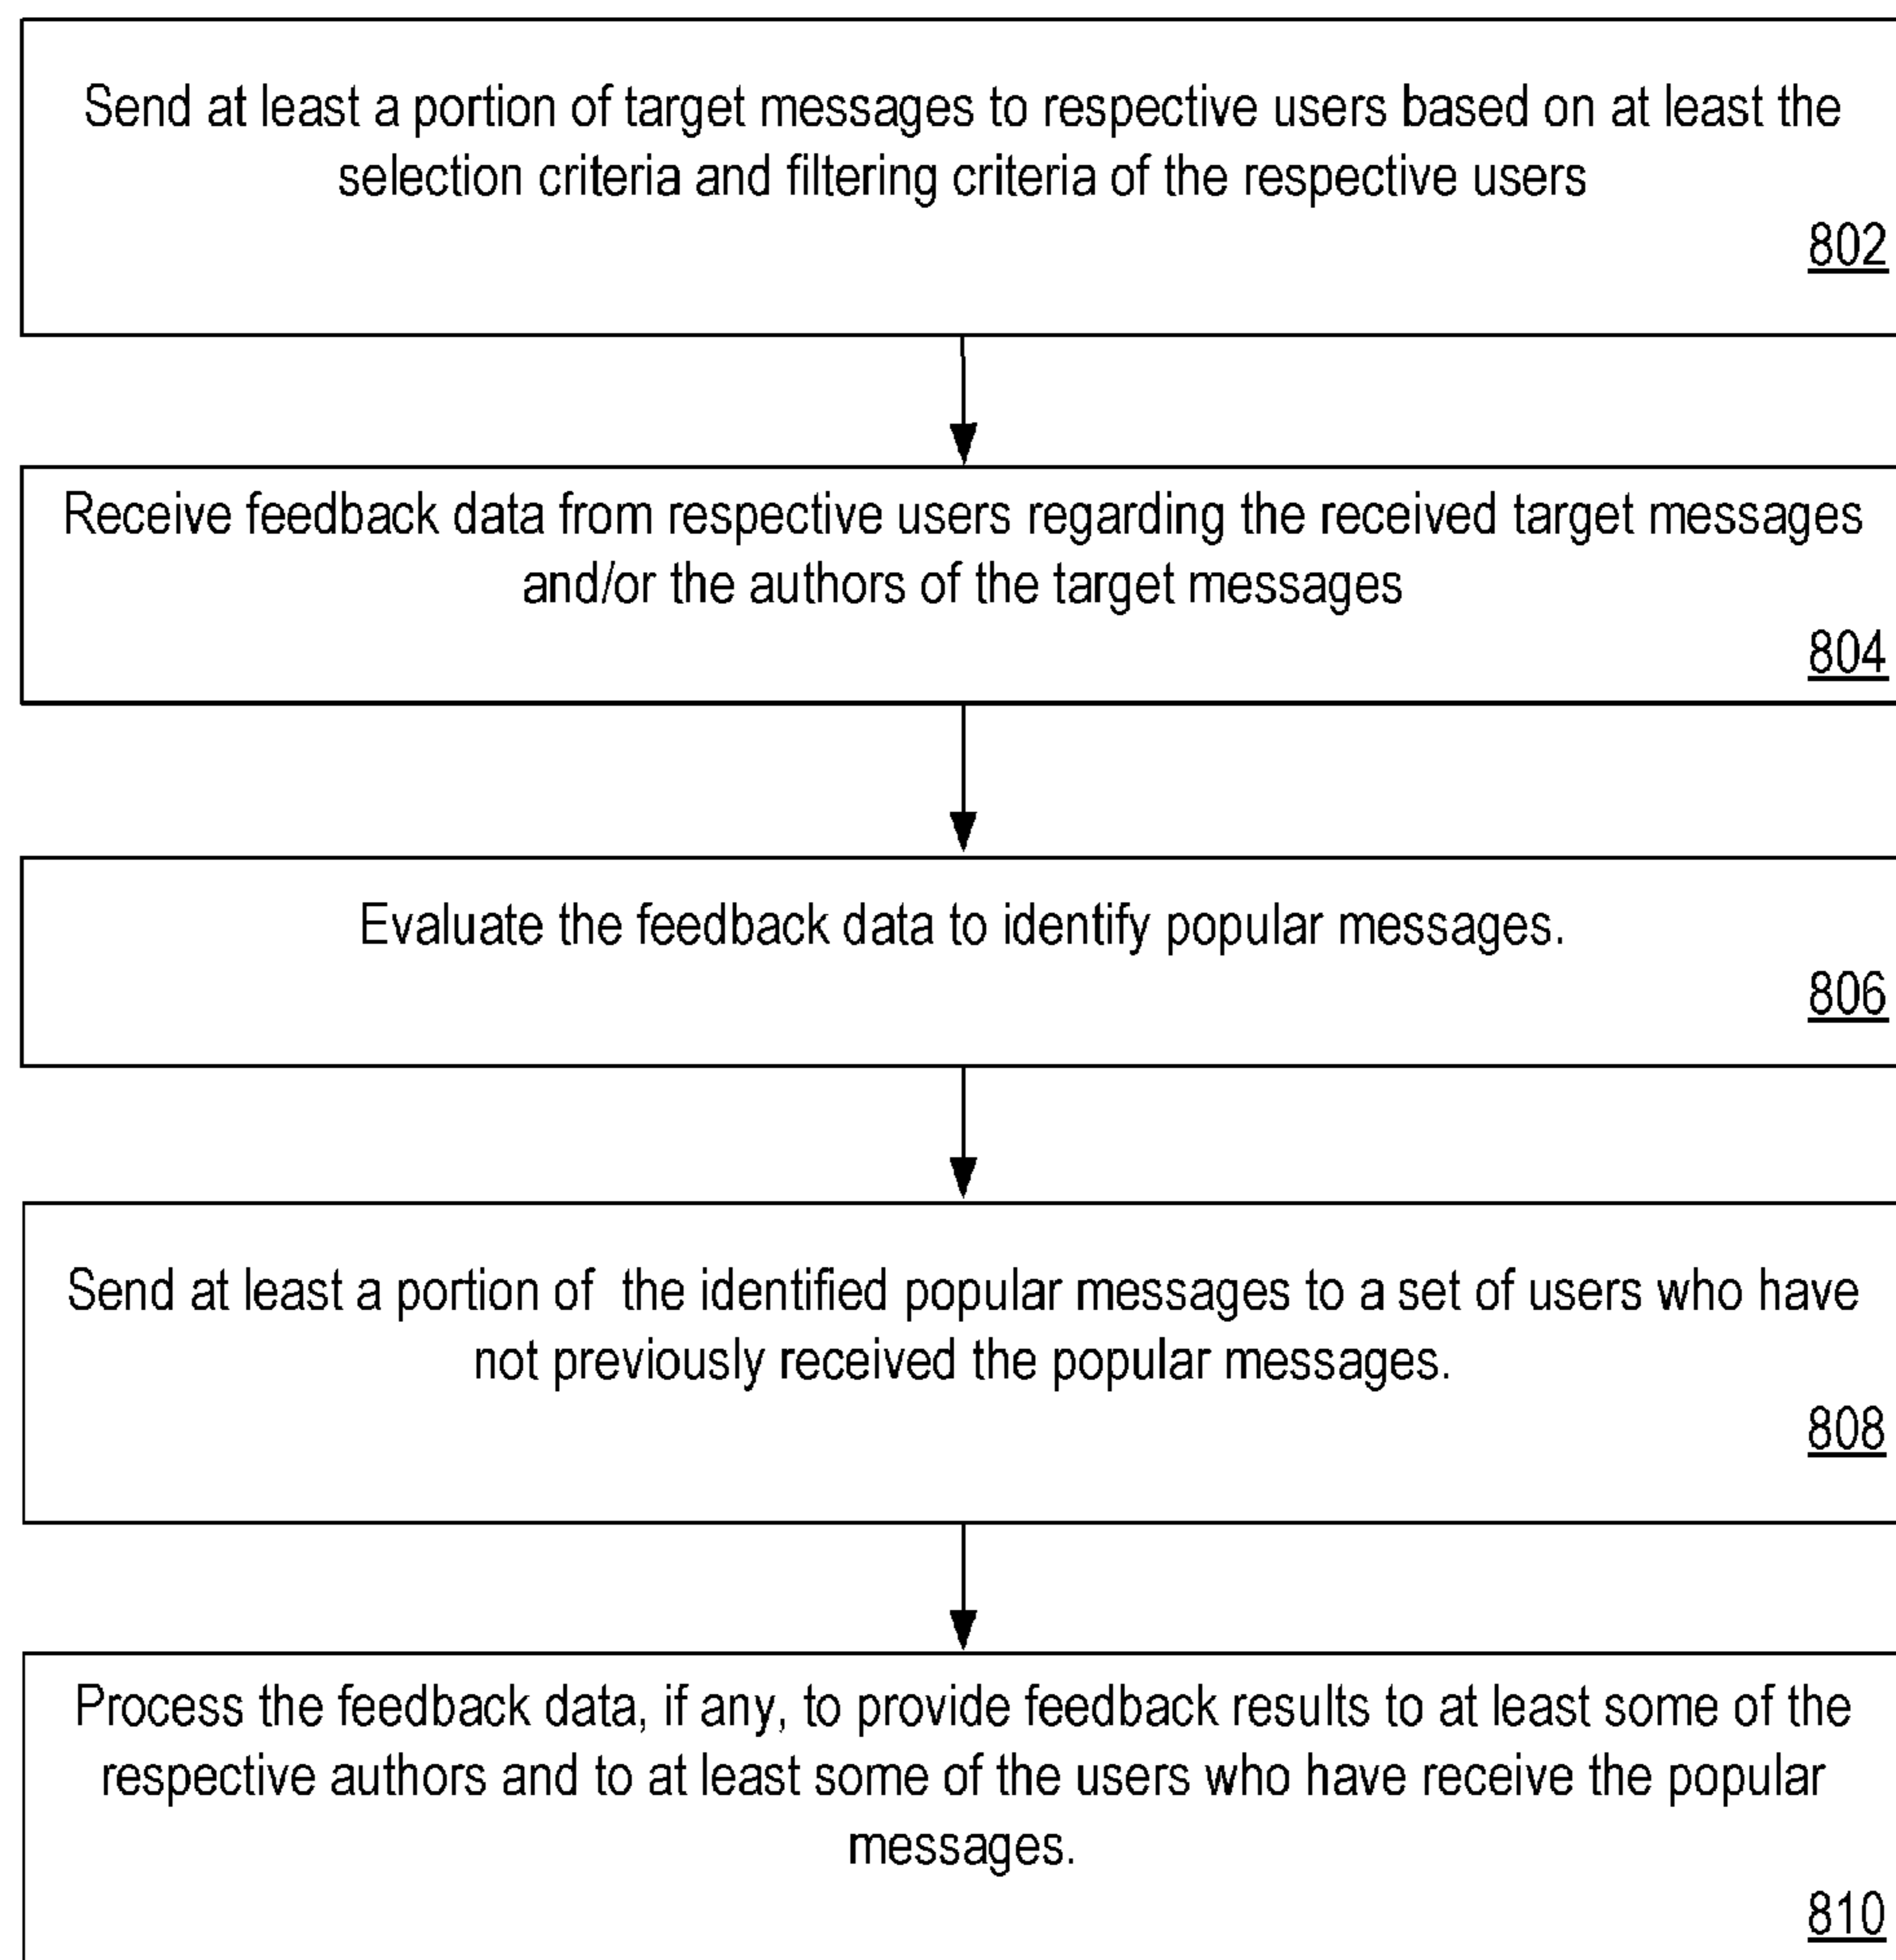 Send at least a portion of target messages to respective users based on at least the
selection criteria and filtering criteria of the respective users
802
Receive feedback data from respective users regarding the received target messages
and/or the authors of the target messages
804
Evaluate the feedback data to identify popular messages.
806
Send at least a portion of the identified popular messages to a set of users who have
not previously received the popular messages.
808
Process the feedback data, if any, to provide feedback results to at least some of the
respective authors and to at least some of the users who have receive the popular
messages.
810